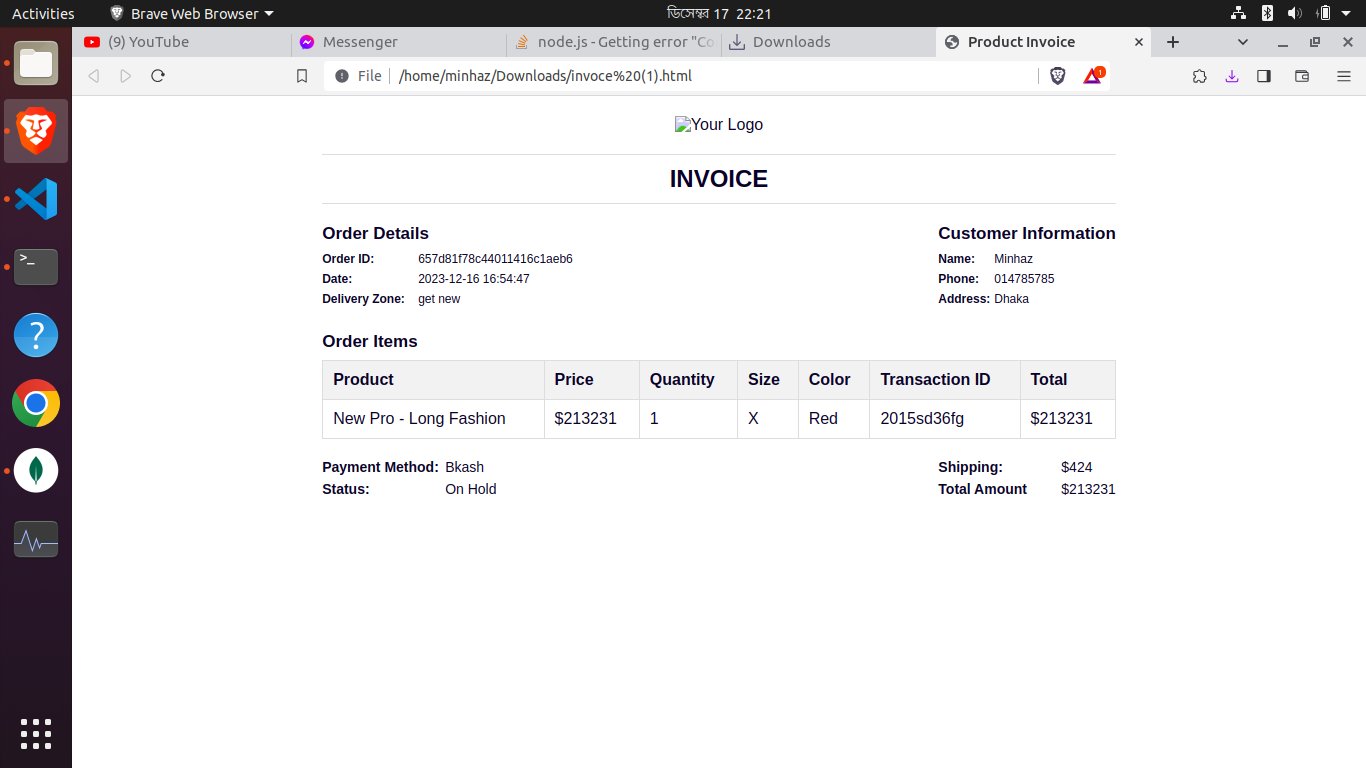 Activities Brave Web Browser ডিসেম্বর 17 22:21
(9) YouTube Messenger node.js - Getting error "Co Downloads Product Invoice
File /home/minhaz/Downloads/invoce%20(1).html 1
Your Logo
INVOICE
Order Details Customer Information
Order ID: 657d81f78c44011416c1aeb6 Name: Minhaz
Date: 2023-12-16 16:54:47 Phone: 014785785
Delivery Zone: get new Address: Dhaka
Order Items
Product Price Quantity Size Color Transaction ID Total
New Pro - Long Fashion $213231 1 X Red 2015sd36fg $213231
Payment Method: Bkash Shipping: $424
Status: On Hold Total Amount $213231